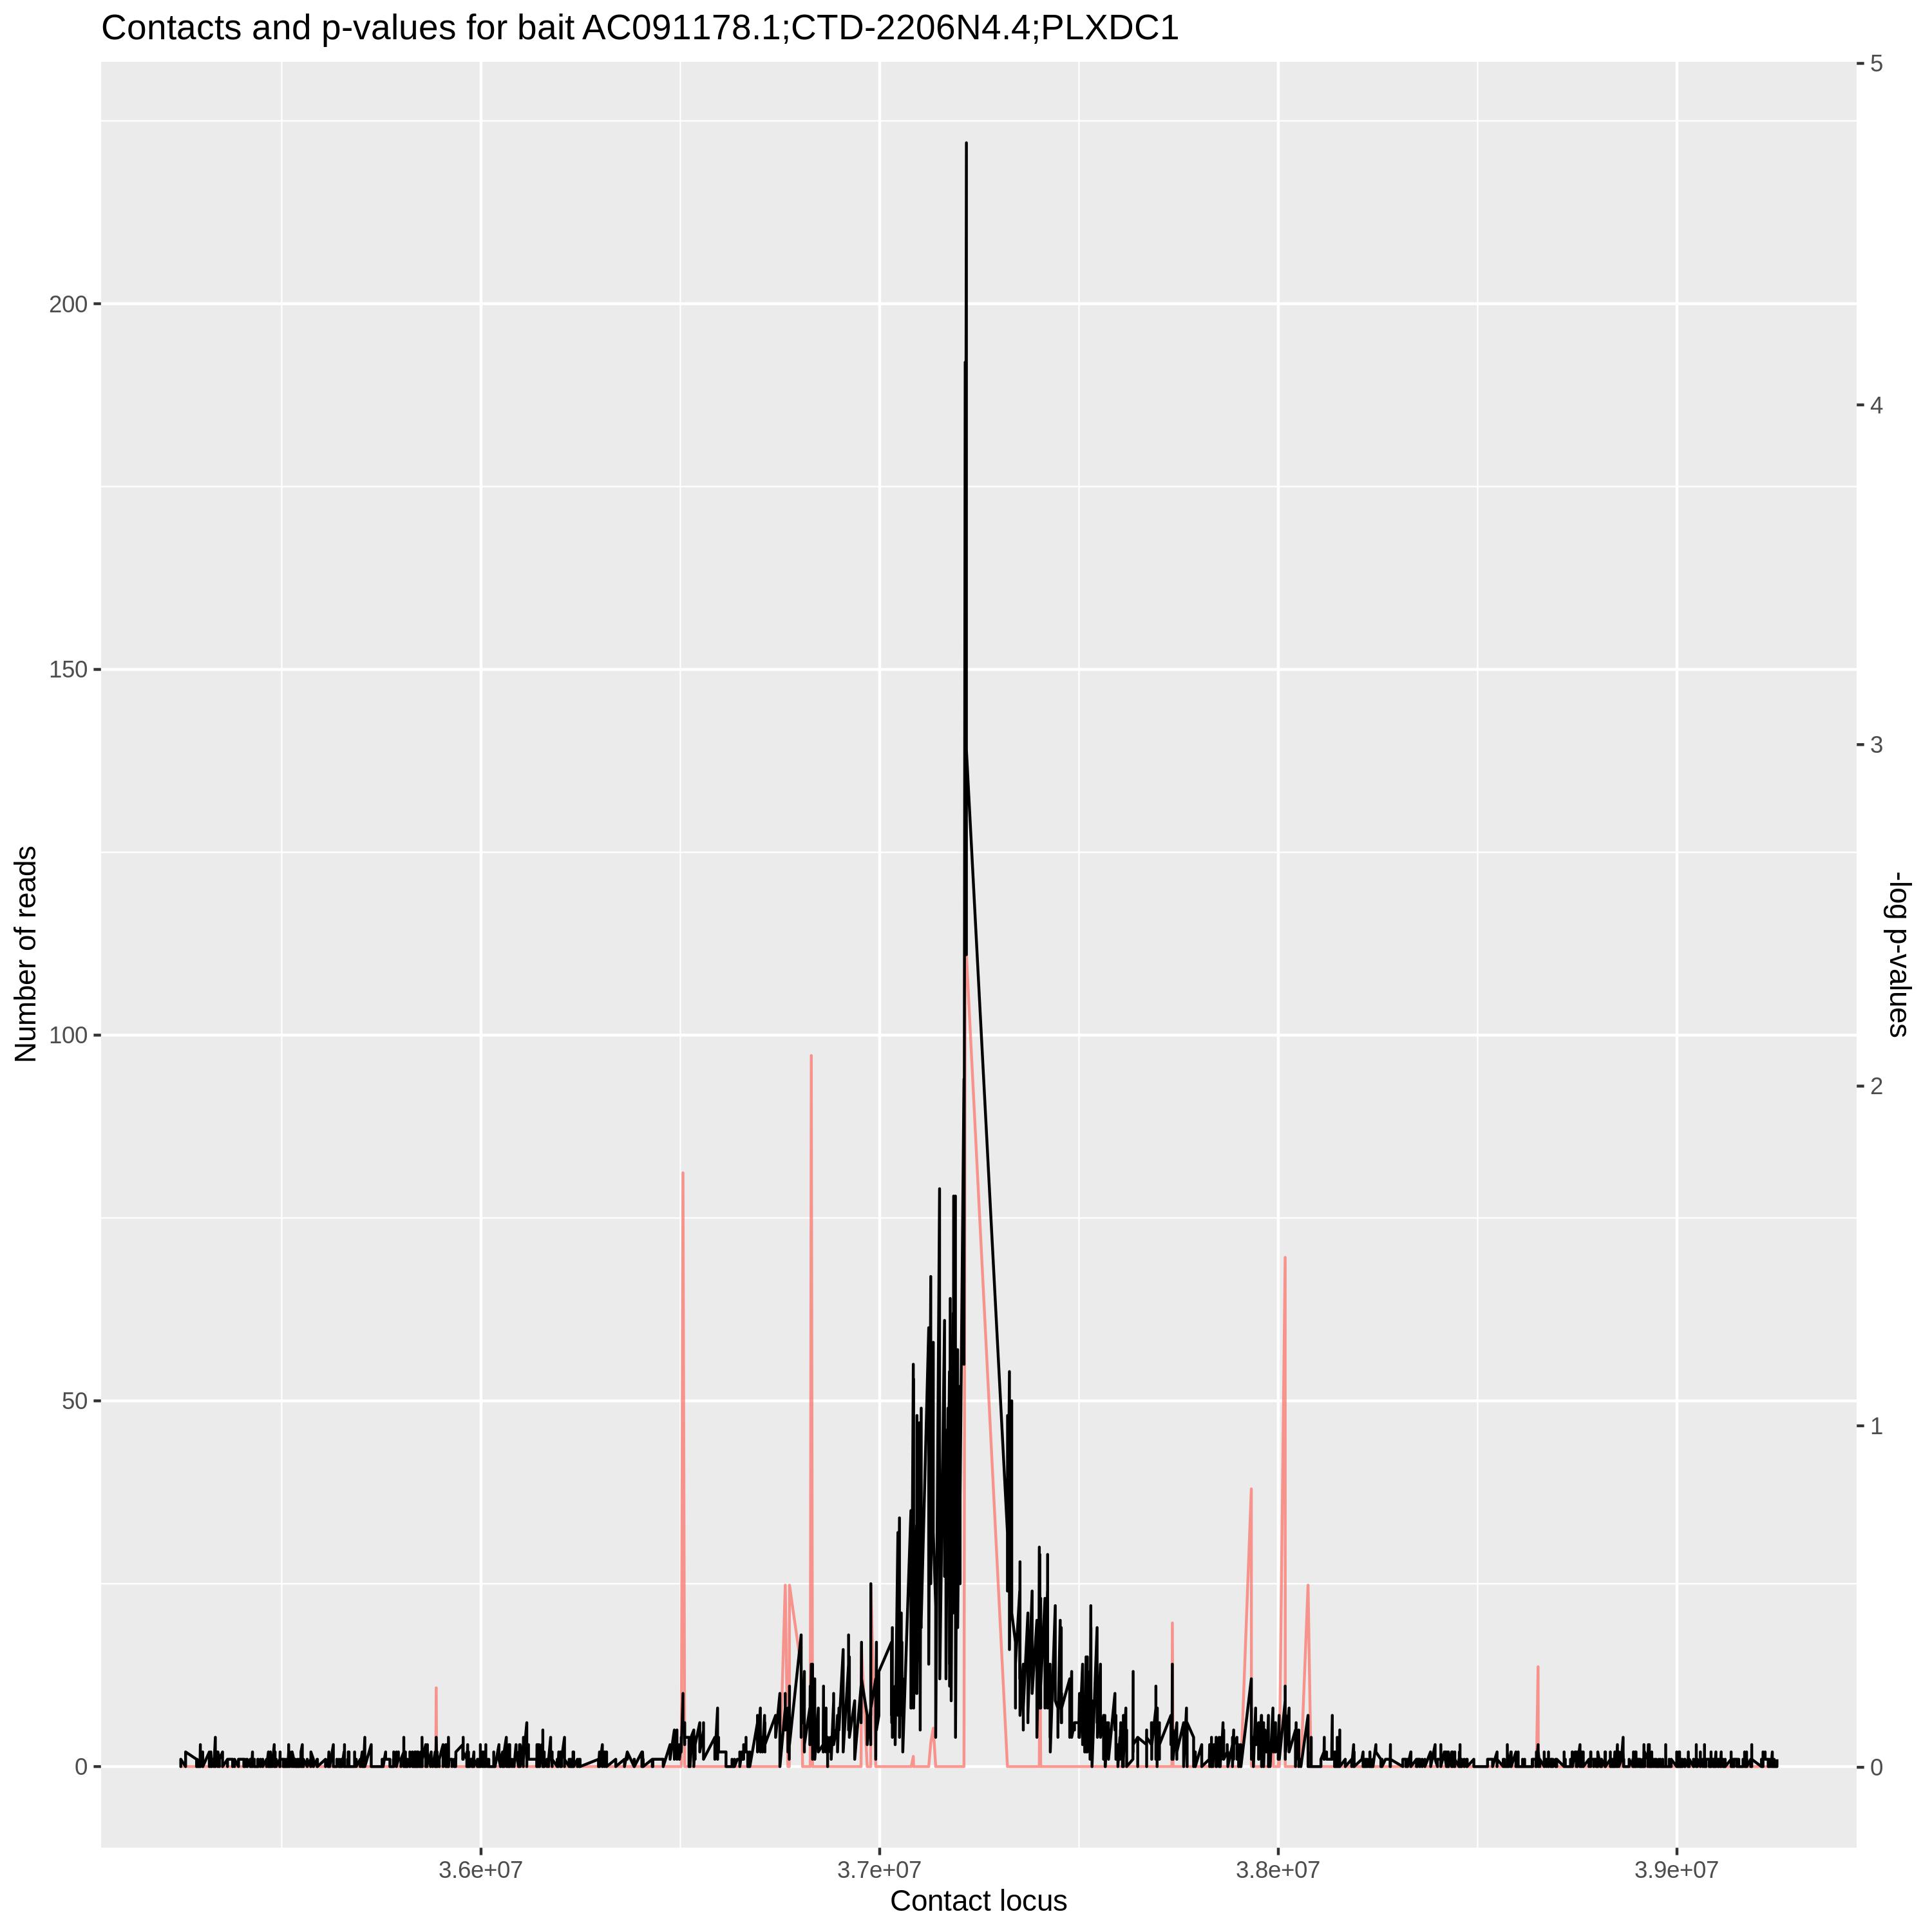 Contacts and p-values for bait AC091178.1;CTD-2206N4.4;PLXDC1
Number of reads
200
150
100
50
0
5
4
3
2
1
0
-log p-values
3.6e+07
3.7e+07
3.8e+07
3.9e+07
Contact locus